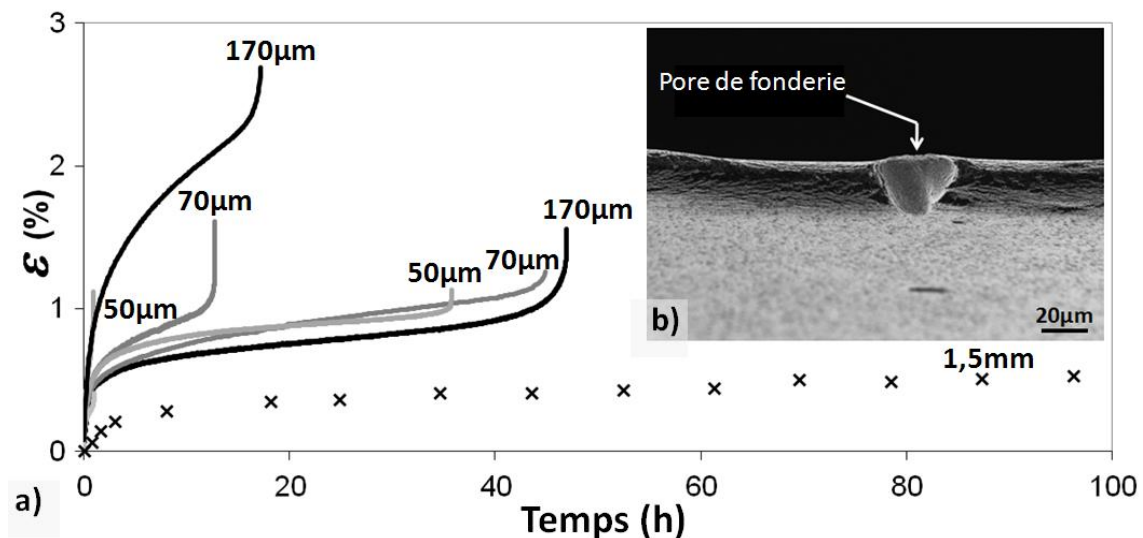 3
2
1
0
ε (%)
170µm
70µm
50µm
50µm
70µm
170µm
1,5mm
Pore de fonderie
b)
20µm
0 20 40 60 80 100
Temps (h)
a)